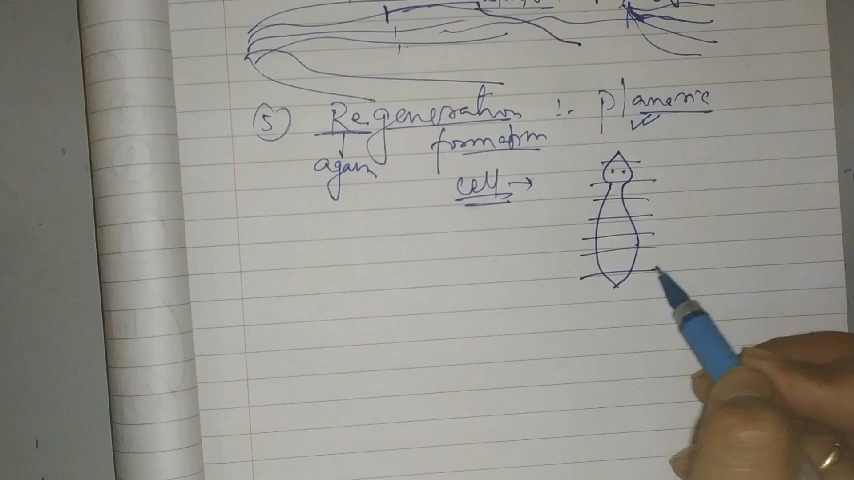 ⑤ Regeneration :- Planaria
again formation
cell →